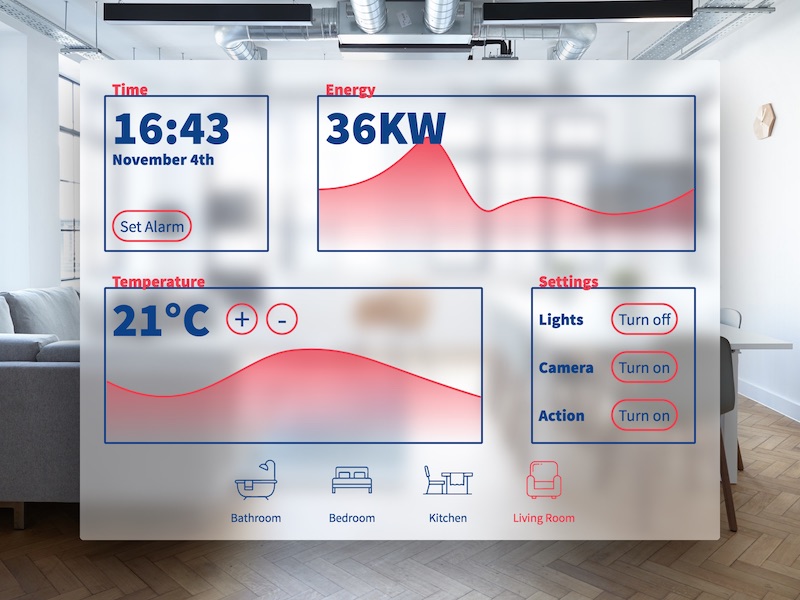 Time
16:43
November 4th
Set Alarm
Energy
36KW
Temperature
21°C + -
Settings
Lights Turn off
Camera Turn on
Action Turn on
Bathroom Bedroom Kitchen Living Room